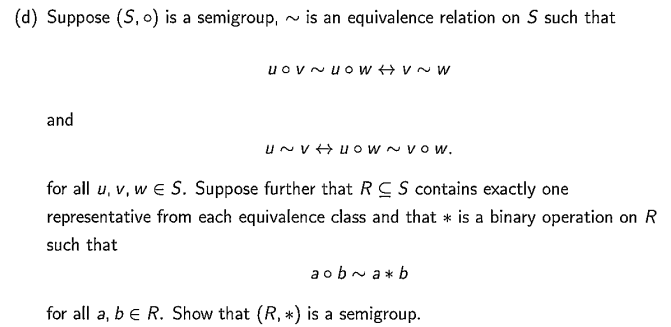 (d) Suppose (S, ∘) is a semigroup, ∼ is an equivalence relation on S such that
u ∘ v ∼ u ∘ w ↔ v ∼ w
and
u ∼ v ↔ u ∘ w ∼ v ∘ w.
for all u, v, w ∈ S. Suppose further that R ⊆ S contains exactly one
representative from each equivalence class and that * is a binary operation on R
such that
a ∘ b ∼ a * b
for all a, b ∈ R. Show that (R, *) is a semigroup.